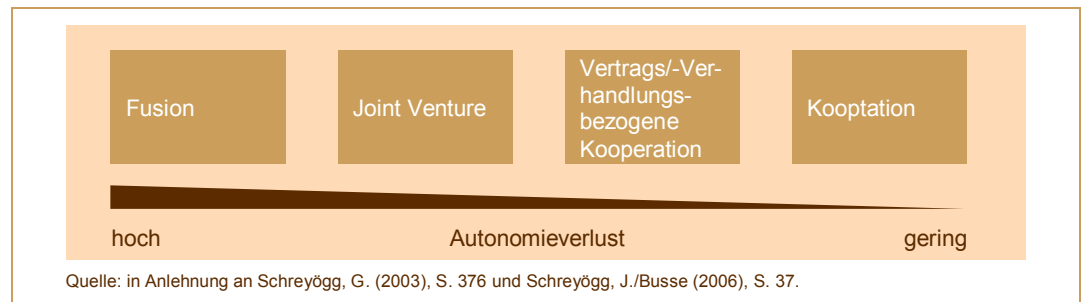 Fusion
Joint Venture
Vertrags/-Ver-
handlungs-
bezogene
Kooperation
Kooptation
hoch
Autonomieverlust
gering
Quelle: in Anlehnung an Schreyögg, G. (2003), S. 376 und Schreyögg, J./Busse (2006), S. 37.